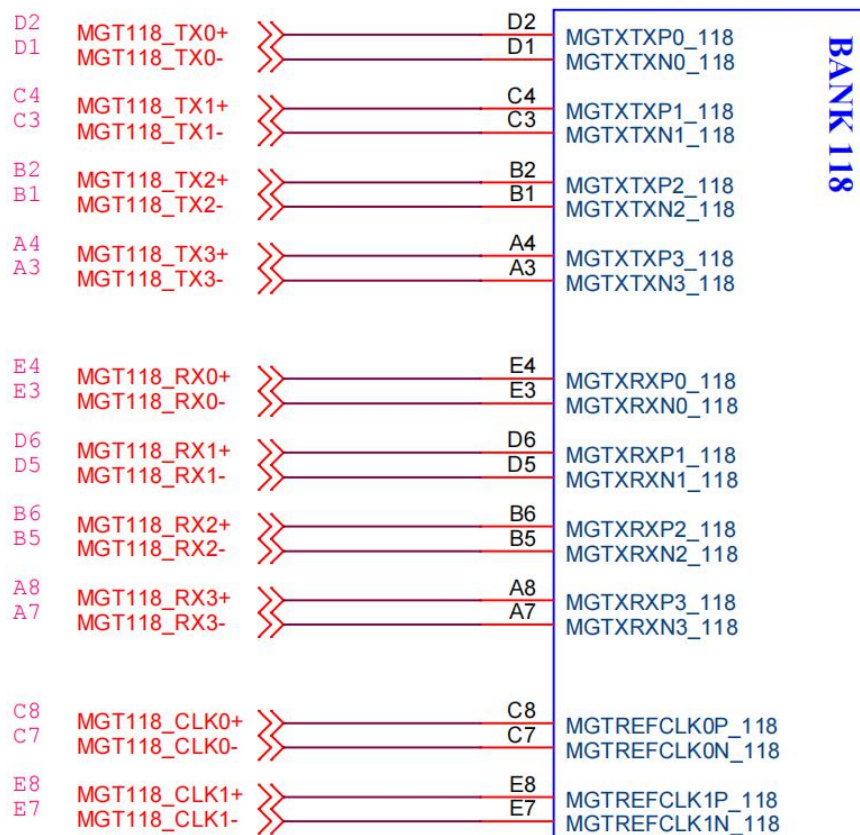 D2 MGT118_TX0+ D2 MGTXTXP0_118
D1 MGT118_TX0- D1 MGTXTXN0_118
C4 MGT118_TX1+ C4 MGTXTXP1_118
C3 MGT118_TX1- C3 MGTXTXN1_118
B2 MGT118_TX2+ B2 MGTXTXP2_118
B1 MGT118_TX2- B1 MGTXTXN2_118
A4 MGT118_TX3+ A4 MGTXTXP3_118
A3 MGT118_TX3- A3 MGTXTXN3_118
E4 MGT118_RX0+ E4 MGTXRXP0_118
E3 MGT118_RX0- E3 MGTXRXN0_118
D6 MGT118_RX1+ D6 MGTXRXP1_118
D5 MGT118_RX1- D5 MGTXRXN1_118
B6 MGT118_RX2+ B6 MGTXRXP2_118
B5 MGT118_RX2- B5 MGTXRXN2_118
A8 MGT118_RX3+ A8 MGTXRXP3_118
A7 MGT118_RX3- A7 MGTXRXN3_118
C8 MGT118_CLK0+ C8 MGTREFCLK0P_118
C7 MGT118_CLK0- C7 MGTREFCLK0N_118
E8 MGT118_CLK1+ E8 MGTREFCLK1P_118
E7 MGT118_CLK1- E7 MGTREFCLK1N_118
BANK 118